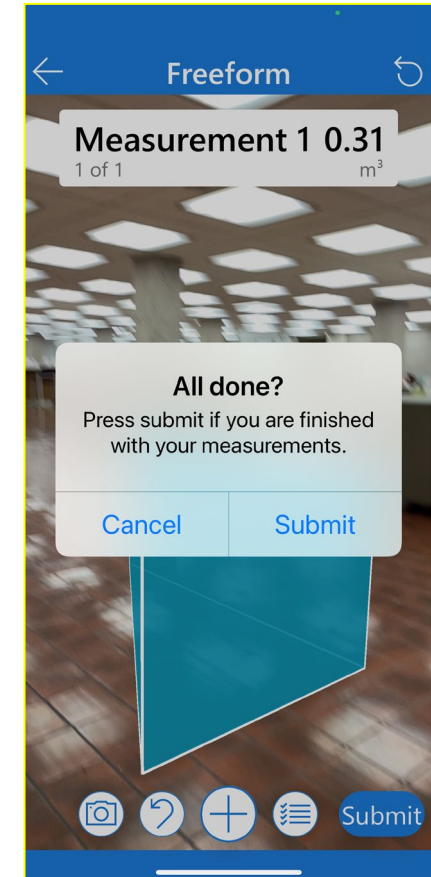 Freeform
Measurement 1 0.31
1 of 1 m³
All done?
Press submit if you are finished
with your measurements.
Cancel Submit
Submit